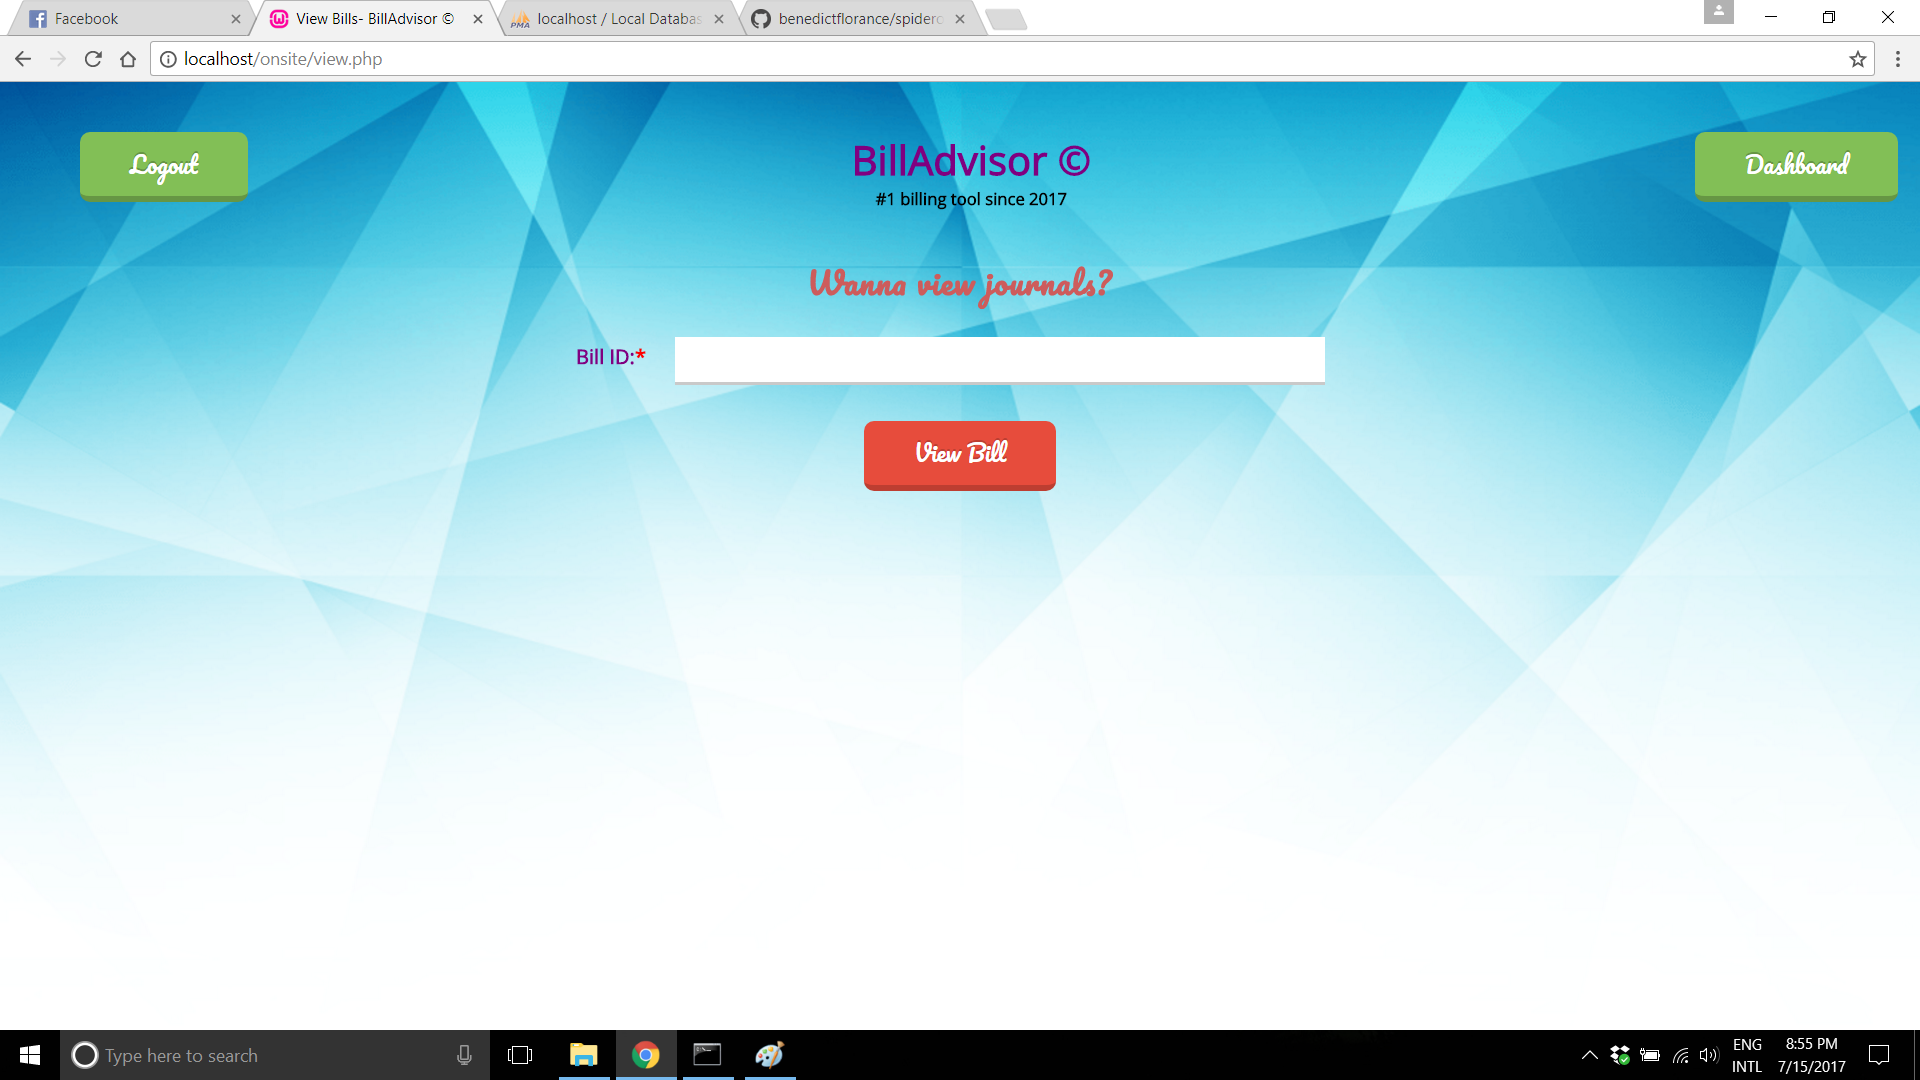 Facebook
View Bills- BillAdvisor ©
PMA
localhost / Local Databas
benedictflorance/spiderc
localhost/onsite/view.php
Logout
BillAdvisor ©
Dashboard
#1 billing tool since 2017
Wanna view journals?
Bill ID:*
View Bill
Type here to search
ENG
INTL
8:55 PM
7/15/2017